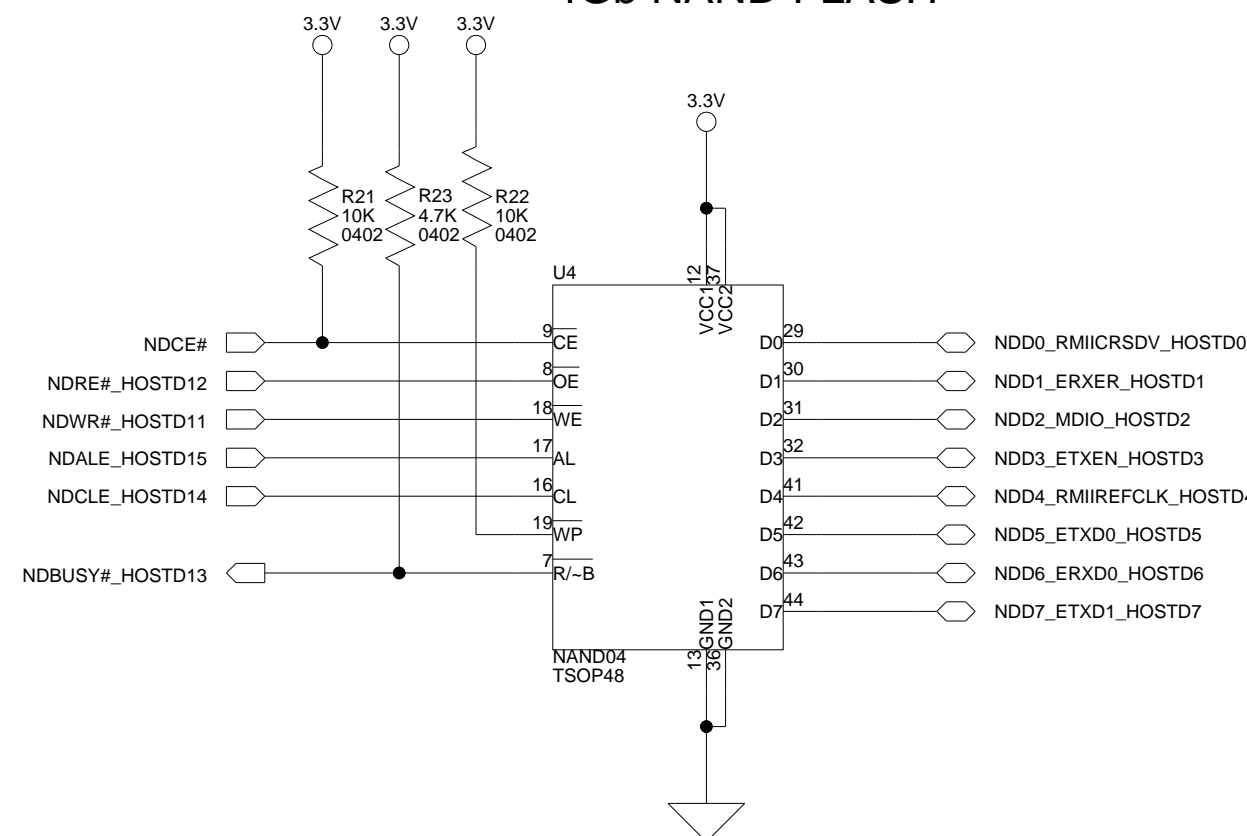 NAND FLASH
3.3V 3.3V 3.3V
3.3V
R21
10K
0402
R23
4.7K
0402
R22
10K
0402
U4
12 37
VCC1
VCC2
NDCE# 9 CE
NDRE#_HOSTD12 8 OE
NDWR#_HOSTD11 18 WE
NDALE_HOSTD15 17 AL
NDCLE_HOSTD14 16 CL
19 WP
NDBUSY#_HOSTD13 7 R/~B
D0 29 NDD0_RMIICRSDV_HOSTD0
D1 30 NDD1_ERXER_HOSTD1
D2 31 NDD2_MDIO_HOSTD2
D3 32 NDD3_ETXEN_HOSTD3
D4 41 NDD4_RMIIREFCLK_HOSTD4
D5 42 NDD5_ETXD0_HOSTD5
D6 43 NDD6_ERXD0_HOSTD6
D7 44 NDD7_ETXD1_HOSTD7
GND1
GND2
13 36
NAND04
TSOP48